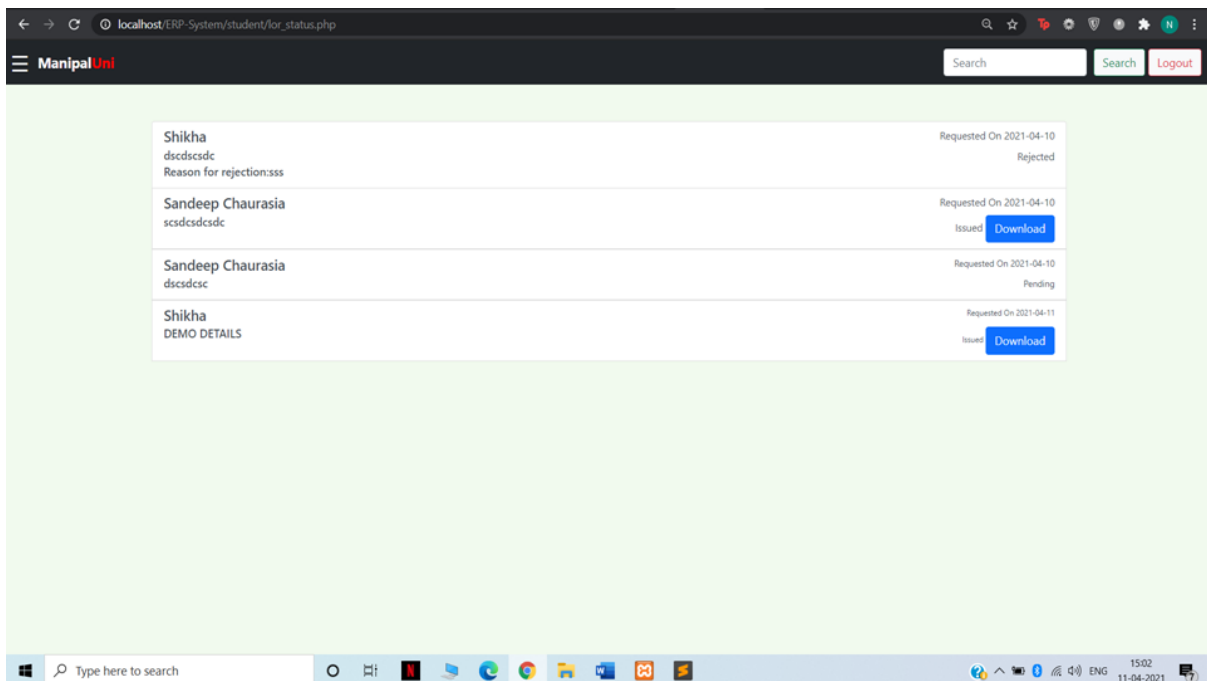 localhost/ERP-System/student/lor_status.php
Tp
N
ManipalUni
Search
Search
Logout
Shikha
Requested On 2021-04-10
dscdscsdc
Rejected
Reason for rejection:sss
Sandeep Chaurasia
Requested On 2021-04-10
scsdcsdcsdc
Issued Download
Sandeep Chaurasia
Requested On 2021-04-10
dscsdcsc
Pending
Shikha
Requested On 2021-04-11
DEMO DETAILS
Issued Download
Type here to search
N
W
S
ENG
15:02
11-04-2021
7